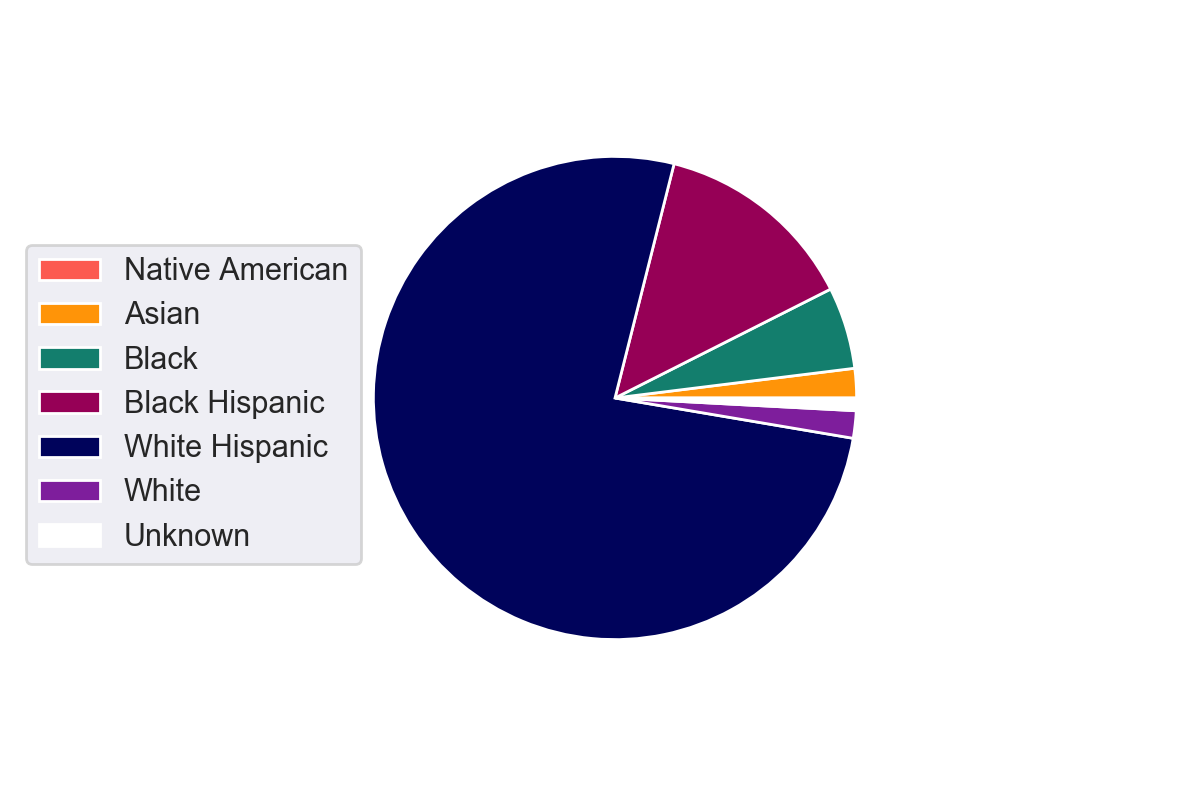 Native American
Asian
Black
Black Hispanic
White Hispanic
White
Unknown